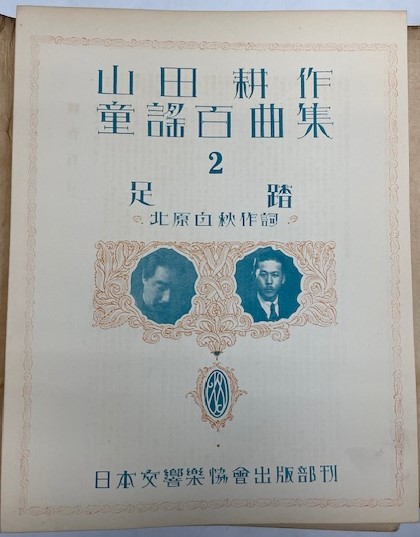 山田耕作
童謠百曲集
2
足踏
北原白秋作詞
日本交響樂協會出版部刊